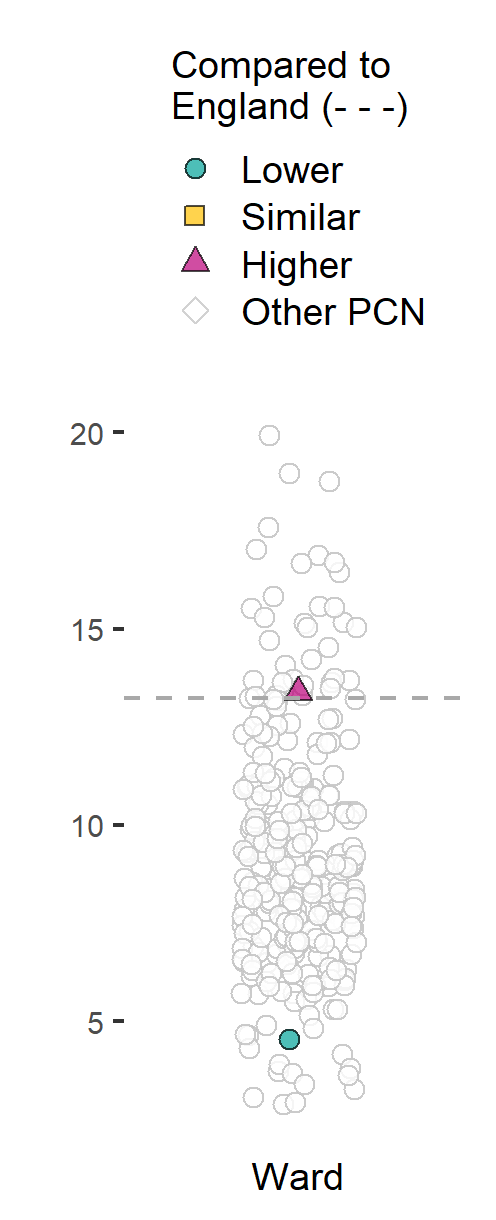 Compared to
England (- - -)
Lower
Similar
Higher
Other PCN
20
15
10
5
Ward